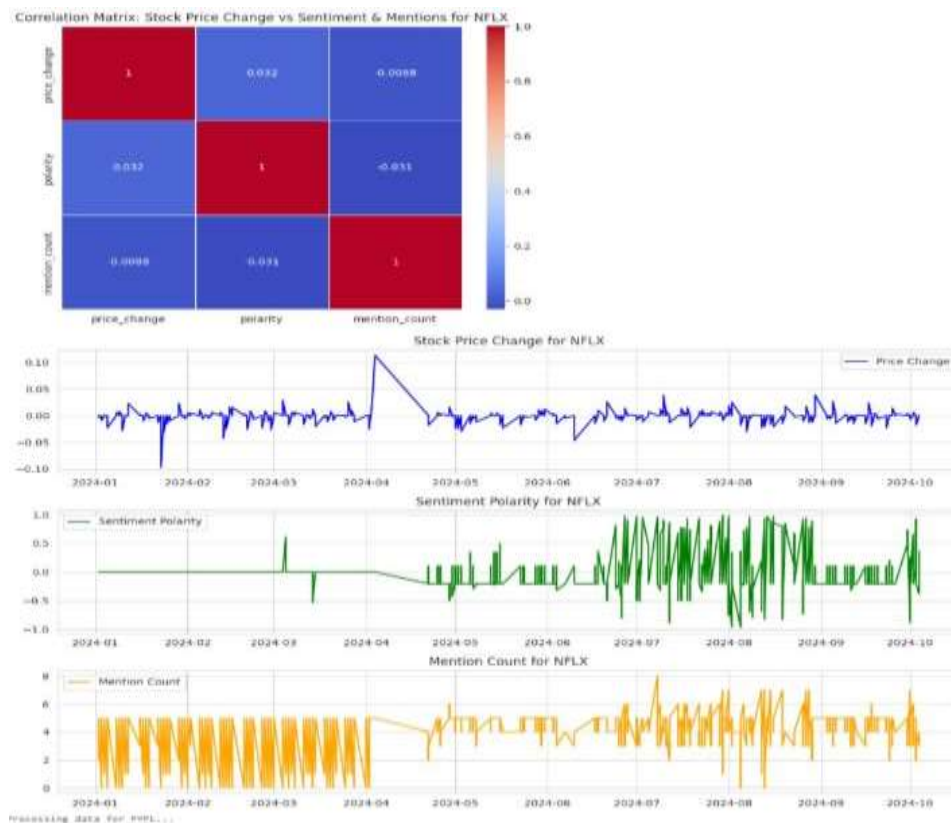 Correlation Matrix: Stock Price Change vs Sentiment & Mentions for NFLX
1.0
price_change
1
0.032
-0.0088
0.8
polarity
0.032
1
-0.031
0.6
0.4
mention_count
-0.0088
-0.031
1
0.2
0.0
price_change polarity mention_count
Stock Price Change for NFLX
Price Change
0.10
0.05
0.00
−0.05
−0.10
2024-01 2024-02 2024-03 2024-04 2024-05 2024-06 2024-07 2024-08 2024-09 2024-10
Sentiment Polarity for NFLX
Sentiment Polarity
1.0
0.5
0.0
−0.5
−1.0
2024-01 2024-02 2024-03 2024-04 2024-05 2024-06 2024-07 2024-08 2024-09 2024-10
Mention Count for NFLX
Mention Count
8
6
4
2
0
2024-01 2024-02 2024-03 2024-04 2024-05 2024-06 2024-07 2024-08 2024-09 2024-10
Processing data for